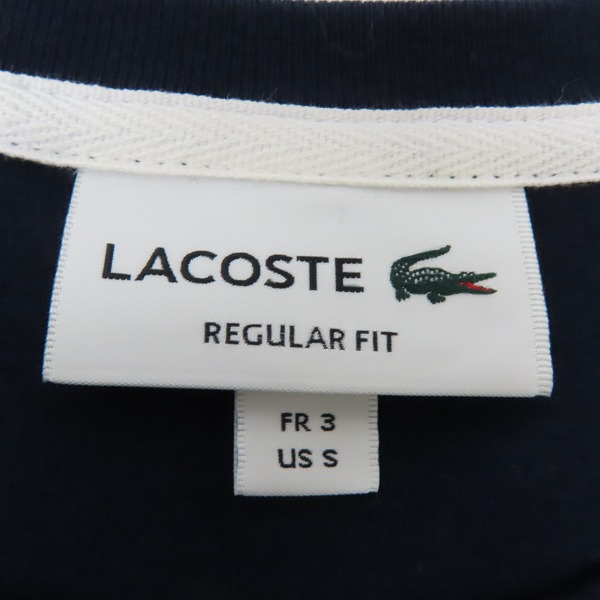 LACOSTE
REGULAR FIT
FR 3
US S